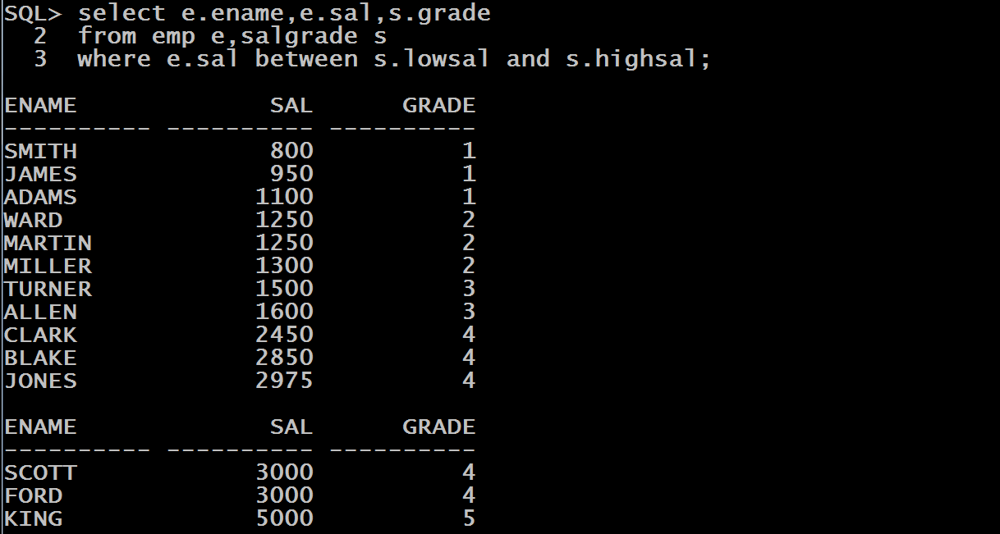 SQL> select e.ename,e.sal,s.grade
  2  from emp e,salgrade s
  3  where e.sal between s.lowsal and s.highsal;
ENAME             SAL      GRADE
---------- ---------- ----------
SMITH             800          1
JAMES             950          1
ADAMS            1100          1
WARD             1250          2
MARTIN           1250          2
MILLER           1300          2
TURNER           1500          3
ALLEN            1600          3
CLARK            2450          4
BLAKE            2850          4
JONES            2975          4
ENAME             SAL      GRADE
---------- ---------- ----------
SCOTT            3000          4
FORD             3000          4
KING             5000          5